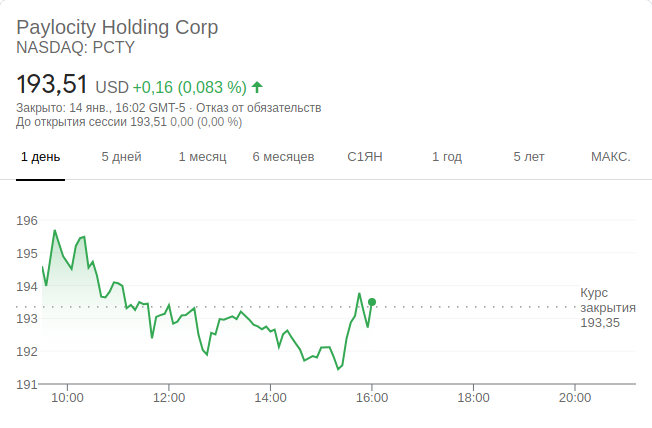 Paylocity Holding Corp
NASDAQ: PCTY
193,51 USD +0,16 (0,083 %)
Закрыто: 14 янв., 16:02 GMT-5 · Отказ от обязательств
До открытия сессии 193,51 0,00 (0,00 %)
1 день 5 дней 1 месяц 6 месяцев С1ЯН 1 год 5 лет МАКС.
196
195
194
193
192
191
Курс
закрытия
193,35
10:00 12:00 14:00 16:00 18:00 20:00